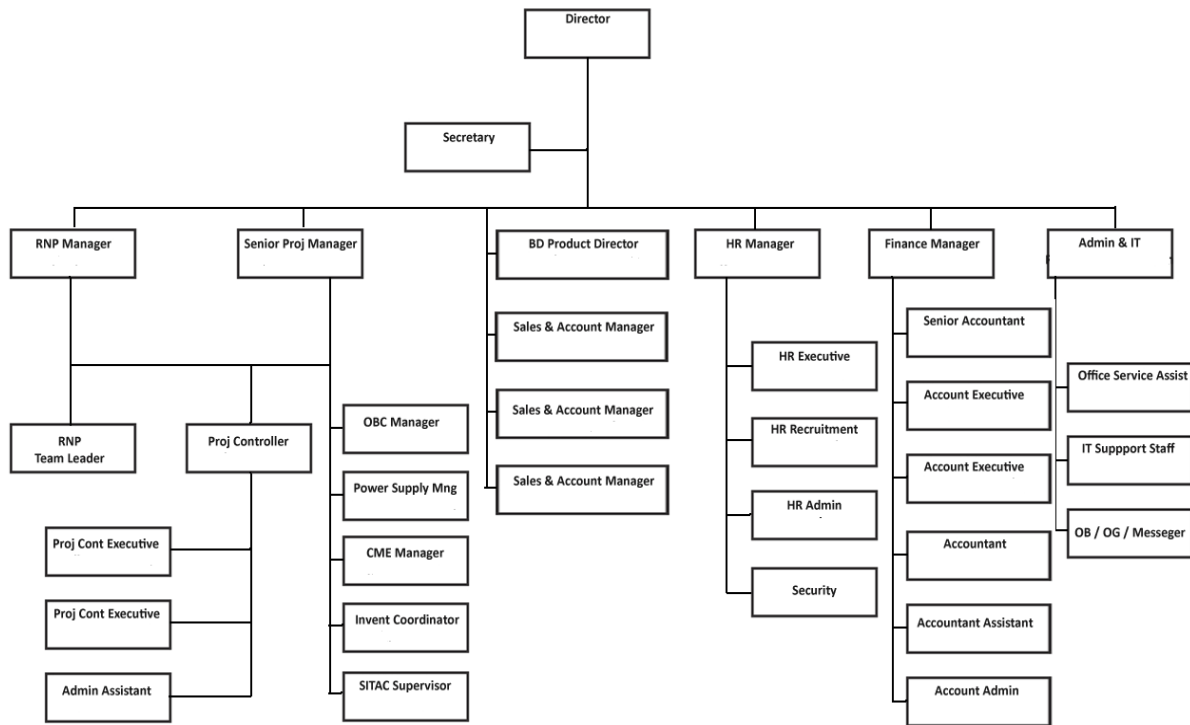 Director
Secretary
RNP Manager
Senior Proj Manager
BD Product Director
HR Manager
Finance Manager
Admin & IT
Sales & Account Manager
Sales & Account Manager
Sales & Account Manager
RNP
Team Leader
Proj Controller
Proj Cont Executive
Proj Cont Executive
Admin Assistant
OBC Manager
Power Supply Mng
CME Manager
Invent Coordinator
SITAC Supervisor
HR Executive
HR Recruitment
HR Admin
Security
Senior Accountant
Account Executive
Account Executive
Accountant
Accountant Assistant
Account Admin
Office Service Assist
IT Suppport Staff
OB / OG / Messeger